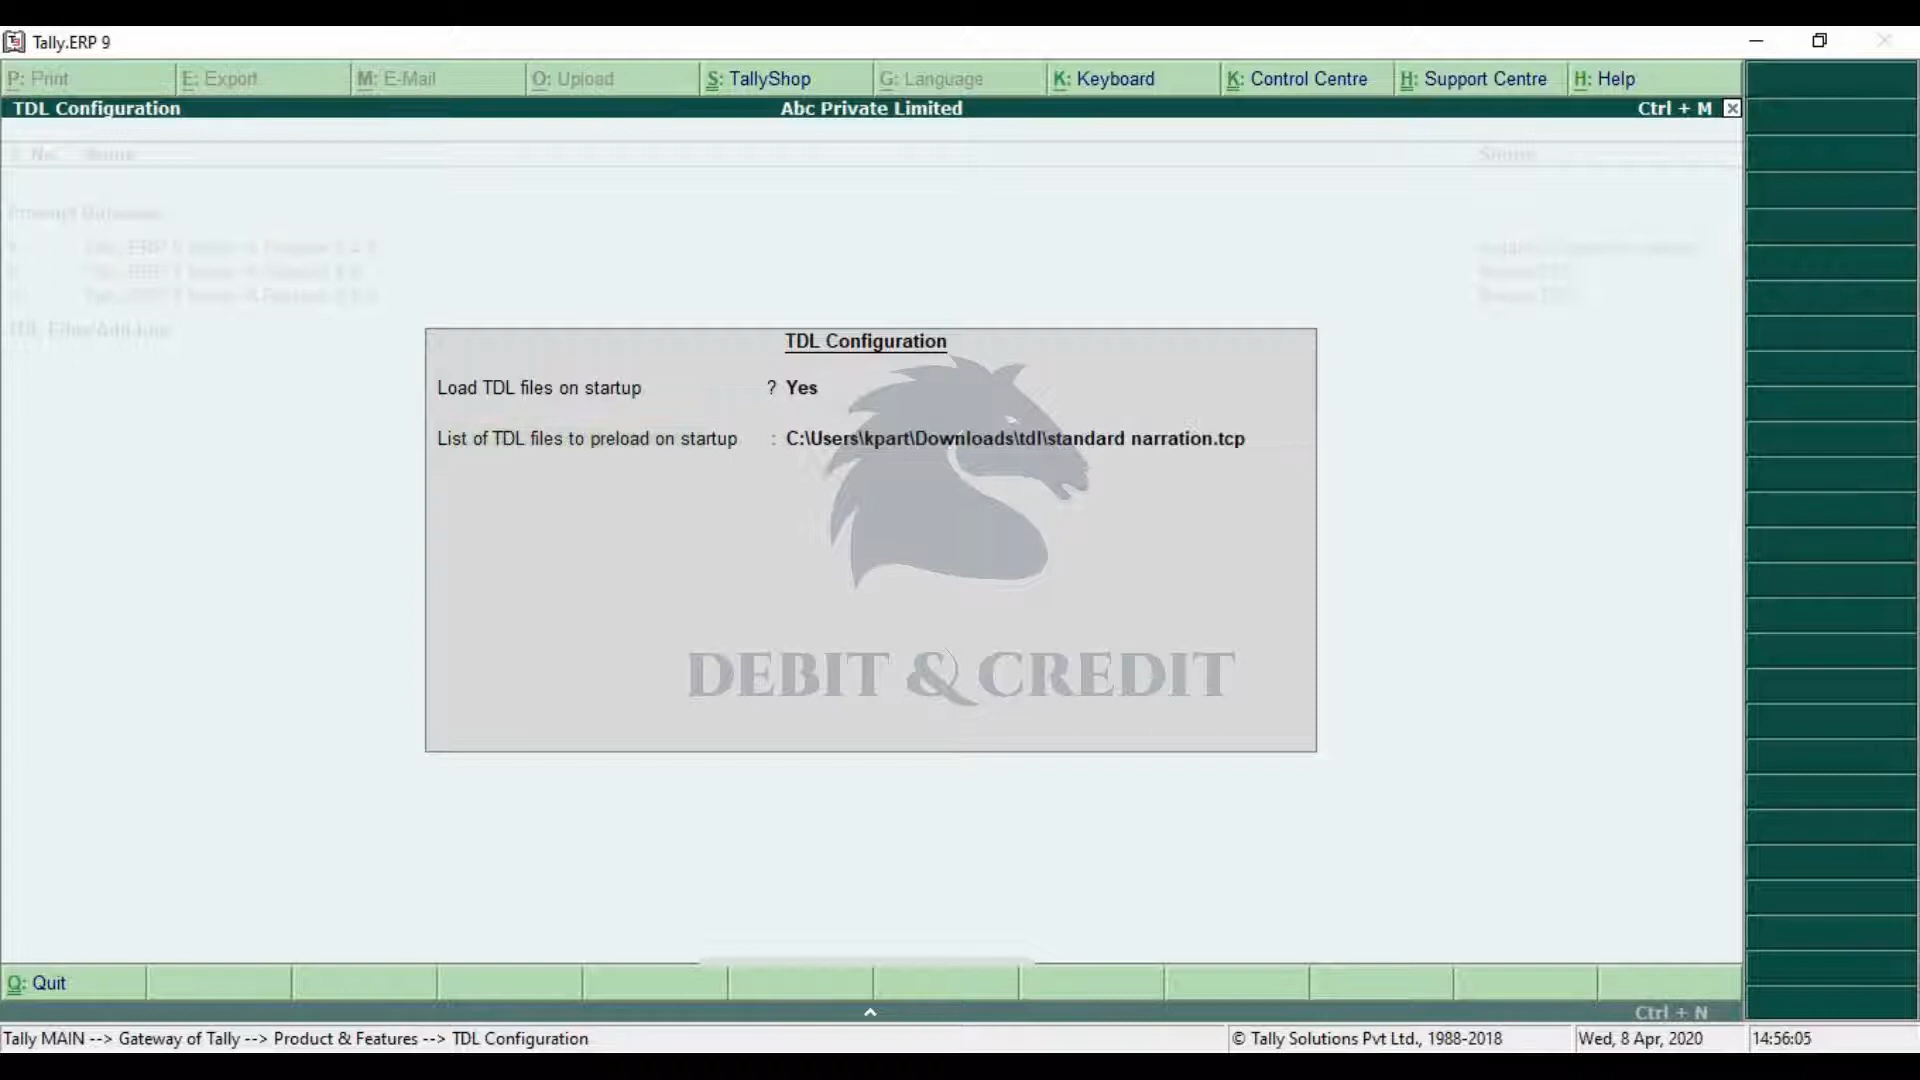 Tally.ERP 9
P: Print E: Export M: E-Mail O: Upload S: TallyShop G: Language K: Keyboard K: Control Centre H: Support Centre H: Help
TDL Configuration Abc Private Limited Ctrl + M
TDL Configuration
Load TDL files on startup ? Yes
List of TDL files to preload on startup : C:\Users\kpart\Downloads\tdl\standard narration.tcp
DEBIT & CREDIT
Q: Quit
Ctrl + N
Tally MAIN --> Gateway of Tally --> Product & Features --> TDL Configuration © Tally Solutions Pvt Ltd., 1988-2018 Wed, 8 Apr, 2020 14:56:05